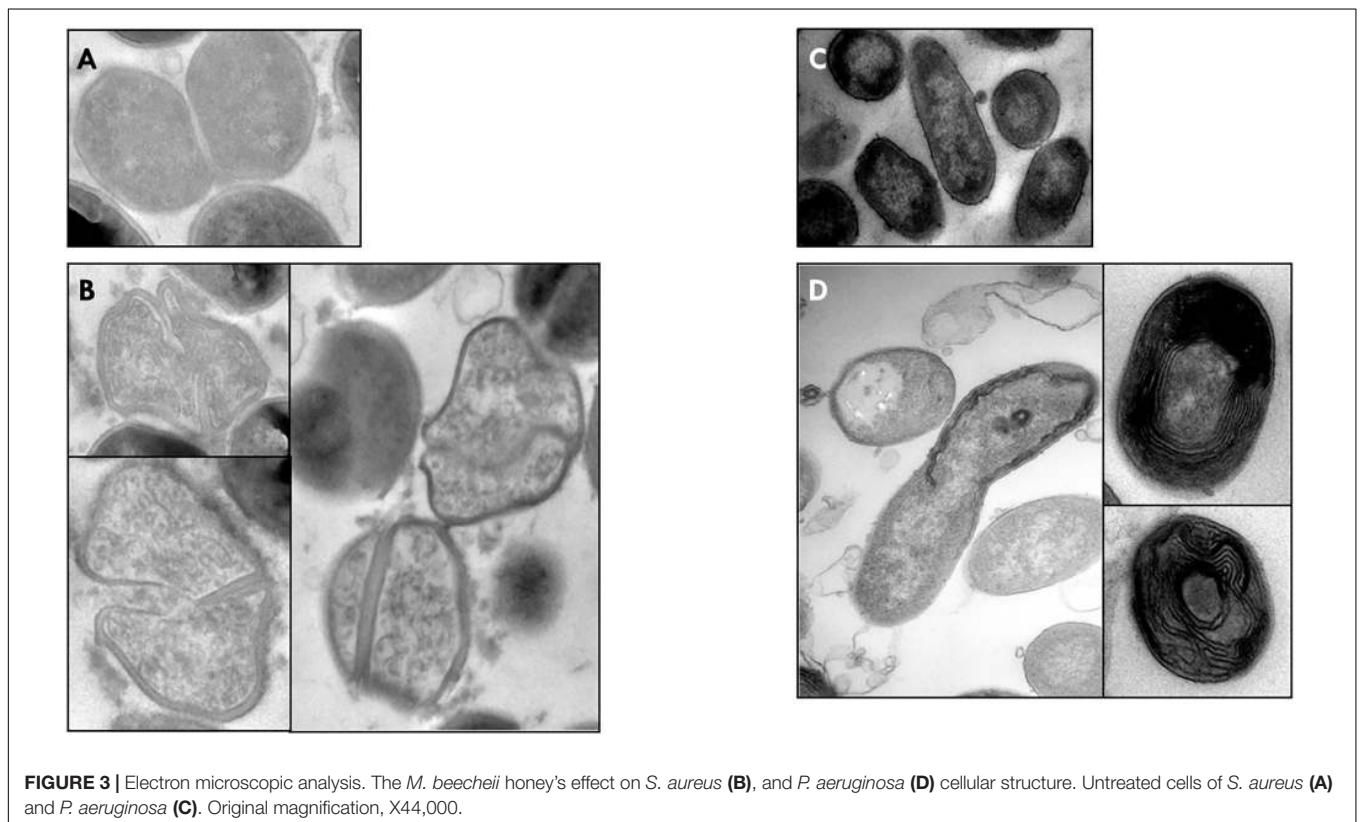 A
C
B
D
FIGURE 3 | Electron microscopic analysis. The M. beecheii honey's effect on S. aureus (B), and P. aeruginosa (D) cellular structure. Untreated cells of S. aureus (A)
and P. aeruginosa (C). Original magnification, X44,000.